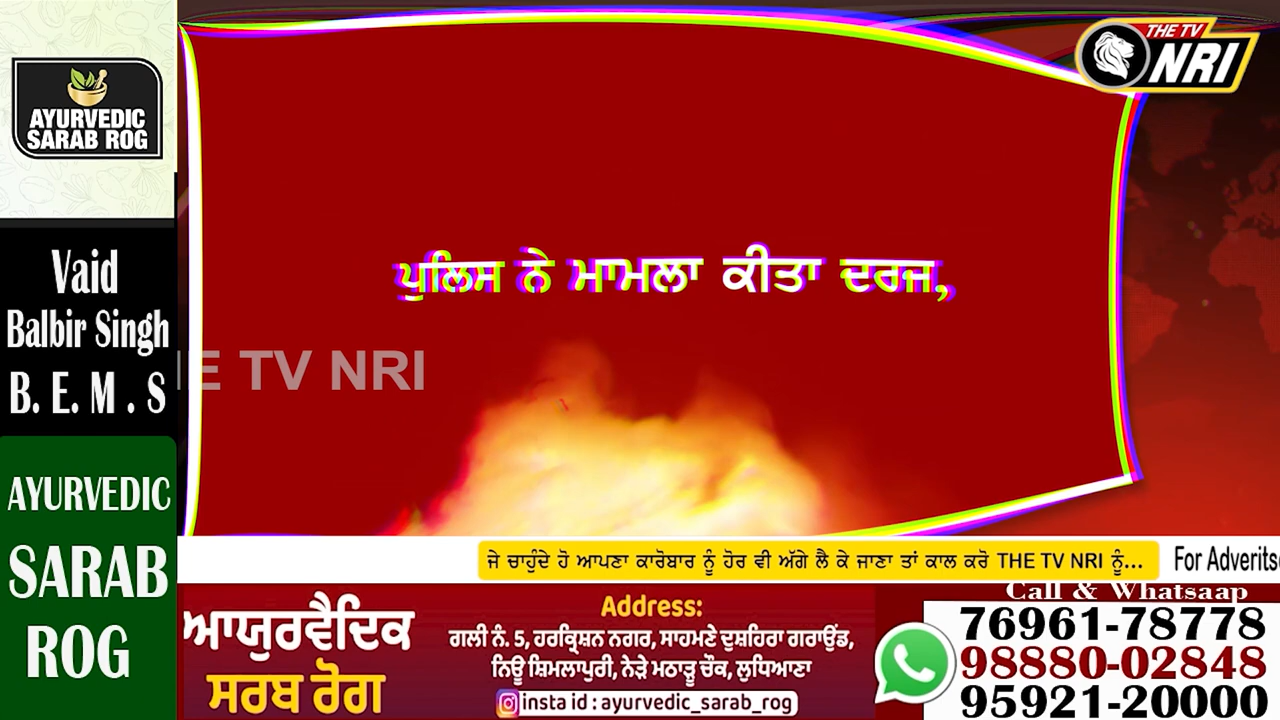 THE TV
NRI
AYURVEDIC
SARAB ROG
Vaid
Balbir Singh
B. E. M . S
AYURVEDIC
SARAB
ROG
ਪੁਲਿਸ ਨੇ ਮਾਮਲਾ ਕੀਤਾ ਦਰਜ,
E TV NRI
ਜੇ ਚਾਹੁੰਦੇ ਹੋ ਆਪਣਾ ਕਾਰੋਬਾਰ ਨੂੰ ਹੋਰ ਵੀ ਅੱਗੇ ਲੈ ਕੇ ਜਾਣਾ ਤਾਂ ਕਾਲ ਕਰੋ THE TV NRI ਨੂੰ... For Adverits
ਆਯੁਰਵੈਦਿਕ
ਸਰਬ ਰੋਗ
Address:
ਗਲੀ ਨੰ. 5, ਹਰਕ੍ਰਿਸ਼ਨ ਨਗਰ, ਸਾਹਮਣੇ ਦੁਸ਼ਹਿਰਾ ਗਰਾਉਂਡ,
ਨਿਊ ਸ਼ਿਮਲਾਪੁਰੀ, ਨੇੜੇ ਮਠਾੜੂ ਚੌਕ, ਲੁਧਿਆਣਾ
insta id : ayurvedic_sarab_rog
Call & Whatsaap
76961-78778
98880-02848
95921-20000